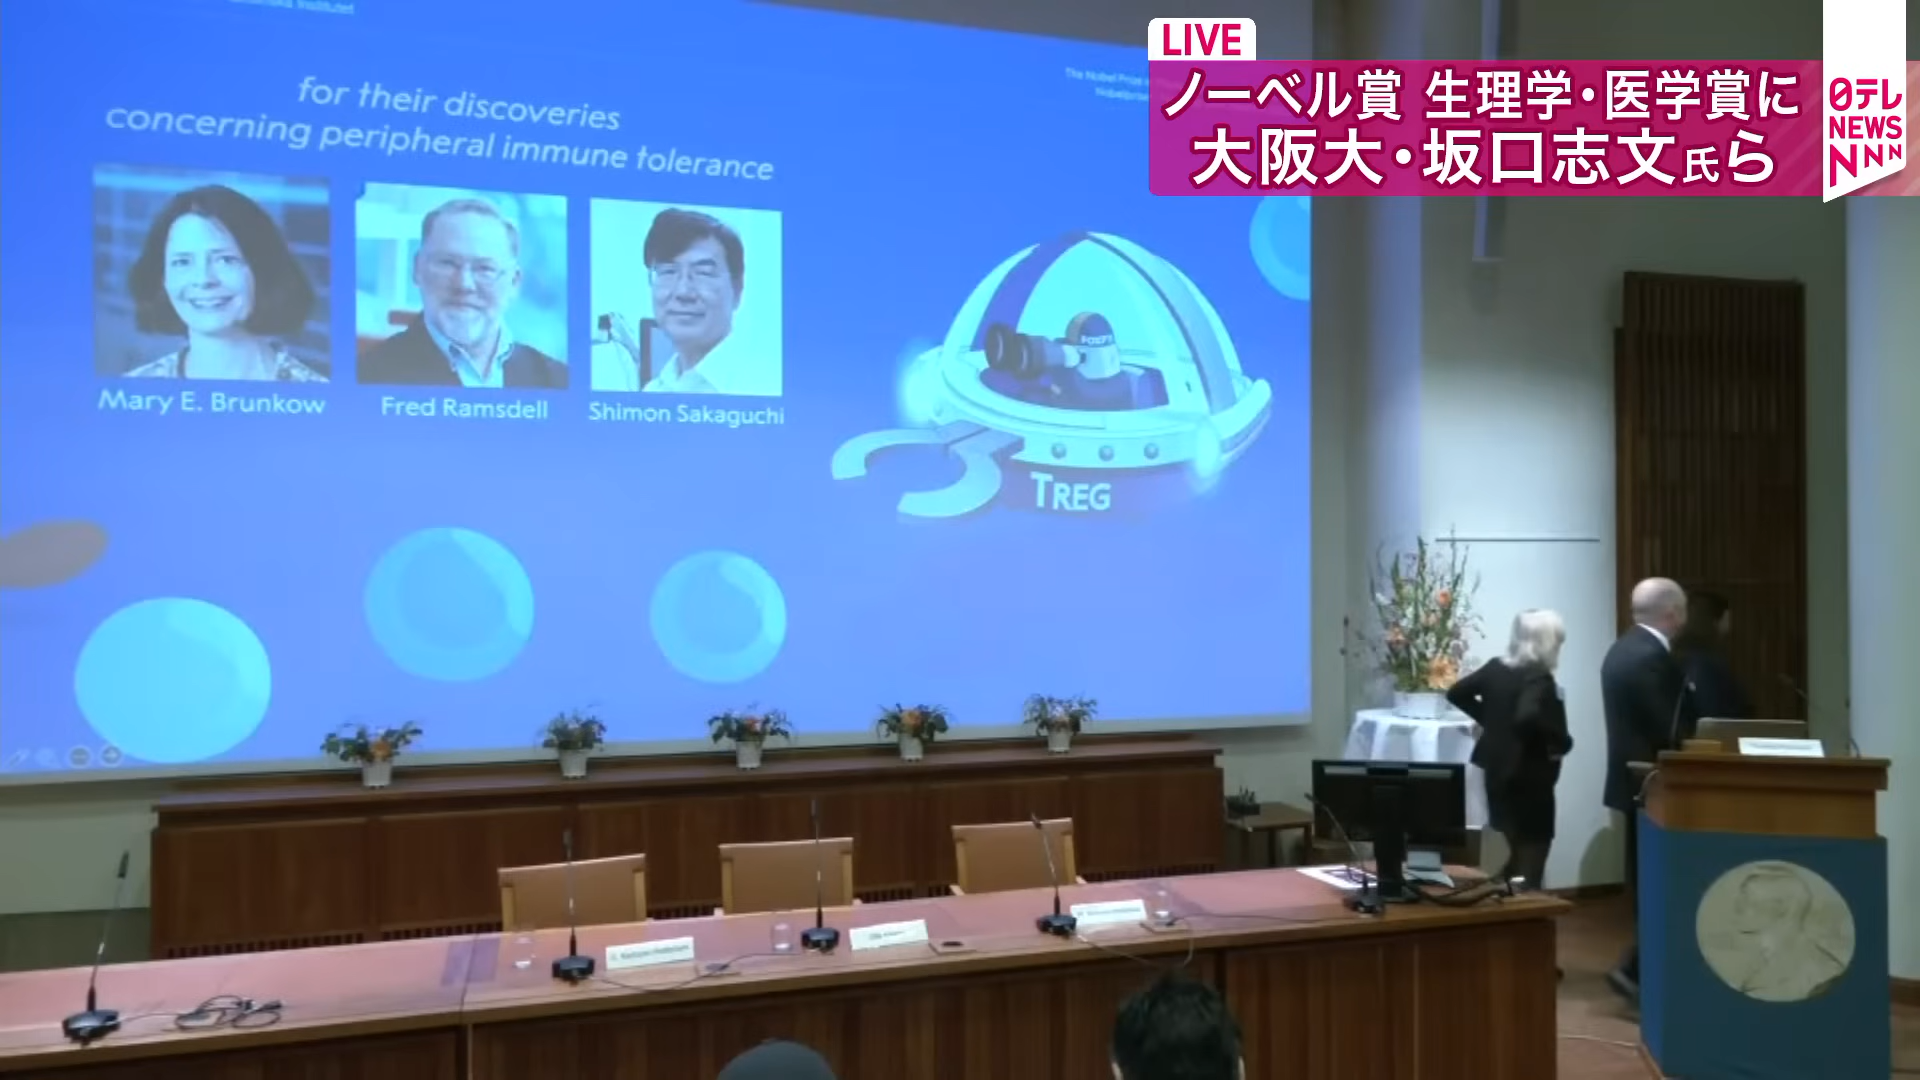 for their discoveries
concerning peripheral immune tolerance
Mary E. Brunkow
Fred Ramsdell
Shimon Sakaguchi
TREG
LIVE
ノーベル賞 生理学・医学賞に
大阪大・坂口志文氏ら
日テレ
NEWS
NNN